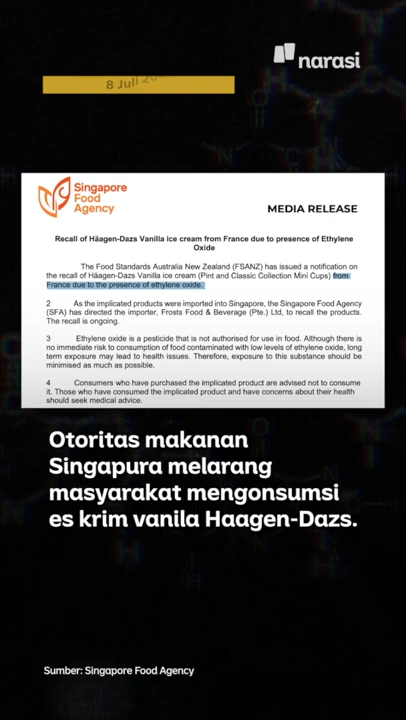 narasi
8 Juli 20
Singapore
Food
Agency
MEDIA RELEASE
Recall of Häagen-Dazs Vanilla ice cream from France due to presence of Ethylene
Oxide
The Food Standards Australia New Zealand (FSANZ) has issued a notification on
the recall of Häagen-Dazs Vanilla ice cream (Pint and Classic Collection Mini Cups) from
France due to the presence of ethylene oxide.
2 As the implicated products were imported into Singapore, the Singapore Food Agency
(SFA) has directed the importer, Frosts Food & Beverage (Pte.) Ltd, to recall the products.
The recall is ongoing.
3 Ethylene oxide is a pesticide that is not authorised for use in food. Although there is
no immediate risk to consumption of food contaminated with low levels of ethylene oxide, long
term exposure may lead to health issues. Therefore, exposure to this substance should be
minimised as much as possible.
4 Consumers who have purchased the implicated product are advised not to consume
it. Those who have consumed the implicated product and have concerns about their health
should seek medical advice.
Otoritas makanan
Singapura melarang
masyarakat mengonsumsi
es krim vanila Haagen-Dazs.
Sumber: Singapore Food Agency